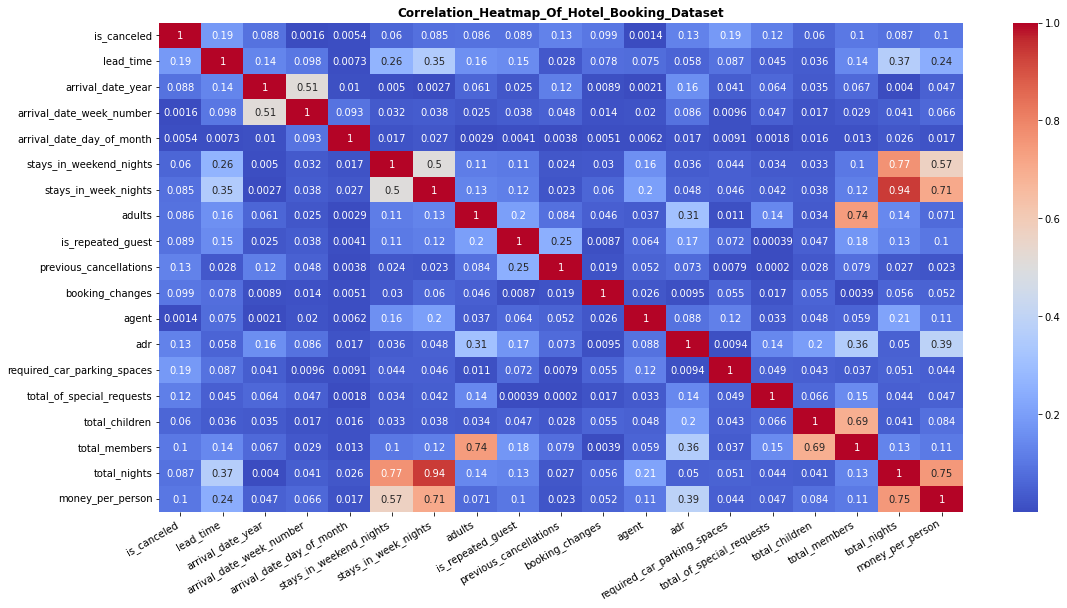 Correlation_Heatmap_Of_Hotel_Booking_Dataset
is_canceled 1 0.19 0.088 0.0016 0.0054 0.06 0.085 0.086 0.089 0.13 0.099 0.0014 0.13 0.19 0.12 0.06 0.1 0.087 0.1
lead_time 0.19 1 0.14 0.098 0.0073 0.26 0.35 0.16 0.15 0.028 0.078 0.075 0.058 0.087 0.045 0.036 0.14 0.37 0.24
arrival_date_year 0.088 0.14 1 0.51 0.01 0.005 0.0027 0.061 0.025 0.12 0.0089 0.0021 0.16 0.041 0.064 0.035 0.067 0.004 0.047
arrival_date_week_number 0.0016 0.098 0.51 1 0.093 0.032 0.038 0.025 0.038 0.048 0.014 0.02 0.086 0.0096 0.047 0.017 0.029 0.041 0.066
arrival_date_day_of_month 0.0054 0.0073 0.01 0.093 1 0.017 0.027 0.0029 0.0041 0.0038 0.0051 0.0062 0.017 0.0091 0.0018 0.016 0.013 0.026 0.017
stays_in_weekend_nights 0.06 0.26 0.005 0.032 0.017 1 0.5 0.11 0.11 0.024 0.03 0.16 0.036 0.044 0.034 0.033 0.1 0.77 0.57
stays_in_week_nights 0.085 0.35 0.0027 0.038 0.027 0.5 1 0.13 0.12 0.023 0.06 0.2 0.048 0.046 0.042 0.038 0.12 0.94 0.71
adults 0.086 0.16 0.061 0.025 0.0029 0.11 0.13 1 0.2 0.084 0.046 0.037 0.31 0.011 0.14 0.034 0.74 0.14 0.071
is_repeated_guest 0.089 0.15 0.025 0.038 0.0041 0.11 0.12 0.2 1 0.25 0.0087 0.064 0.17 0.072 0.00039 0.047 0.18 0.13 0.1
previous_cancellations 0.13 0.028 0.12 0.048 0.0038 0.024 0.023 0.084 0.25 1 0.019 0.052 0.073 0.0079 0.0002 0.028 0.079 0.027 0.023
booking_changes 0.099 0.078 0.0089 0.014 0.0051 0.03 0.06 0.046 0.0087 0.019 1 0.026 0.0095 0.055 0.017 0.055 0.0039 0.056 0.052
agent 0.0014 0.075 0.0021 0.02 0.0062 0.16 0.2 0.037 0.064 0.052 0.026 1 0.088 0.12 0.033 0.048 0.059 0.21 0.11
adr 0.13 0.058 0.16 0.086 0.017 0.036 0.048 0.31 0.17 0.073 0.0095 0.088 1 0.0094 0.14 0.2 0.36 0.05 0.39
required_car_parking_spaces 0.19 0.087 0.041 0.0096 0.0091 0.044 0.046 0.011 0.072 0.0079 0.055 0.12 0.0094 1 0.049 0.043 0.037 0.051 0.044
total_of_special_requests 0.12 0.045 0.064 0.047 0.0018 0.034 0.042 0.14 0.00039 0.0002 0.017 0.033 0.14 0.049 1 0.066 0.14 0.044 0.047
total_children 0.06 0.036 0.035 0.017 0.016 0.033 0.038 0.034 0.047 0.028 0.055 0.048 0.2 0.043 0.066 1 0.69 0.041 0.084
total_members 0.1 0.14 0.067 0.029 0.013 0.1 0.12 0.74 0.18 0.079 0.0039 0.059 0.36 0.037 0.14 0.69 1 0.13 0.11
total_nights 0.087 0.37 0.004 0.041 0.026 0.77 0.94 0.14 0.13 0.027 0.056 0.21 0.05 0.051 0.044 0.041 0.13 1 0.75
money_per_person 0.1 0.24 0.047 0.066 0.017 0.57 0.71 0.071 0.1 0.023 0.052 0.11 0.39 0.044 0.047 0.084 0.11 0.75 1
is_canceled
lead_time
arrival_date_year
arrival_date_week_number
arrival_date_day_of_month
stays_in_weekend_nights
stays_in_week_nights
adults
is_repeated_guest
previous_cancellations
booking_changes
agent
adr
required_car_parking_spaces
total_of_special_requests
total_children
total_members
total_nights
money_per_person
1.0
0.8
0.6
0.4
0.2